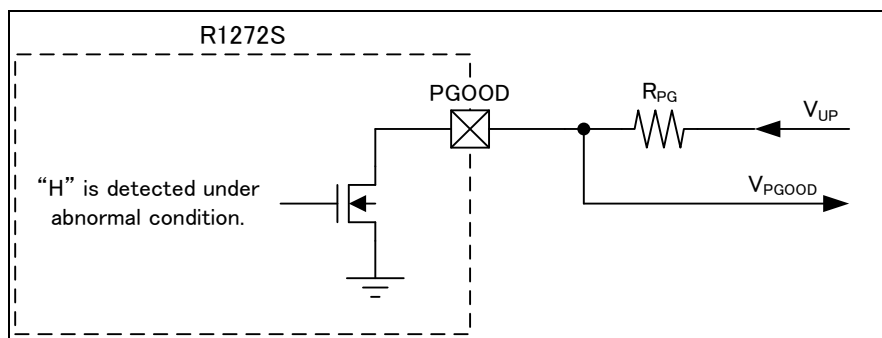 R1272S
PGOOD
RPG
VUP
VPGOOD
“H” is detected under
abnormal condition.